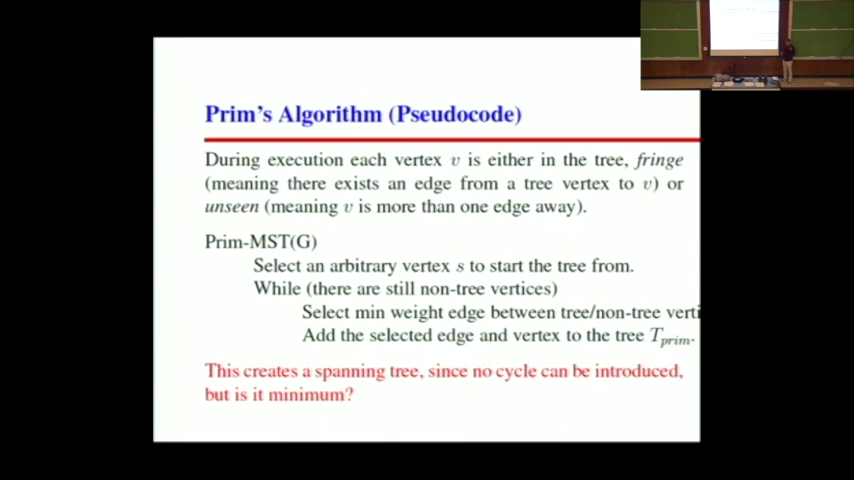 Prim's Algorithm (Pseudocode)
During execution each vertex v is either in the tree, fringe
(meaning there exists an edge from a tree vertex to v) or
unseen (meaning v is more than one edge away).
Prim-MST(G)
Select an arbitrary vertex s to start the tree from.
While (there are still non-tree vertices)
Select min weight edge between tree/non-tree verti
Add the selected edge and vertex to the tree T_prim.
This creates a spanning tree, since no cycle can be introduced,
but is it minimum?